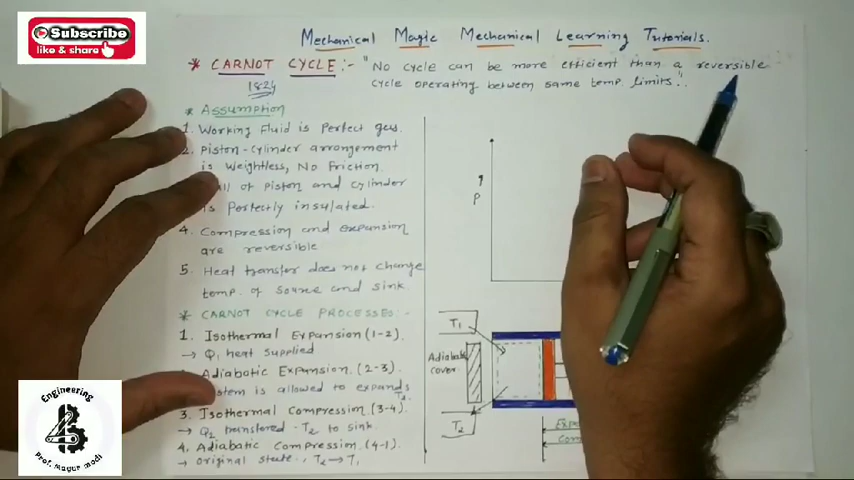 Subscribe
like & share
Mechanical Magic Mechanical Learning Tutorials.
* CARNOT CYCLE :- "No cycle can be more efficient than a reversible
1824 cycle operating between same temp. limits".
* Assumption
1. Working Fluid is Perfect gas.
2. Piston-Cylinder arrangement
is Weightless, No Friction.
all of Piston and Cylinder
is Perfectly insulated.
4. Compression and expansion
are reversible
5. Heat transfer does not change
temp. of source and sink.
* CARNOT CYCLE PROCESSES:-
1. Isothermal Expansion (1-2).
→ Q1 heat supplied
Adiabatic Expansion (2-3)
is allowed to expands
3. Isothermal Compression (3-4)
→ Q2 transferred - T2 to sink.
4. Adiabatic Compression (4-1)
→ original state, T2 → T1
P
T1
Adiabatic
cover.
T2
Engineering
Prof. Mayur modi